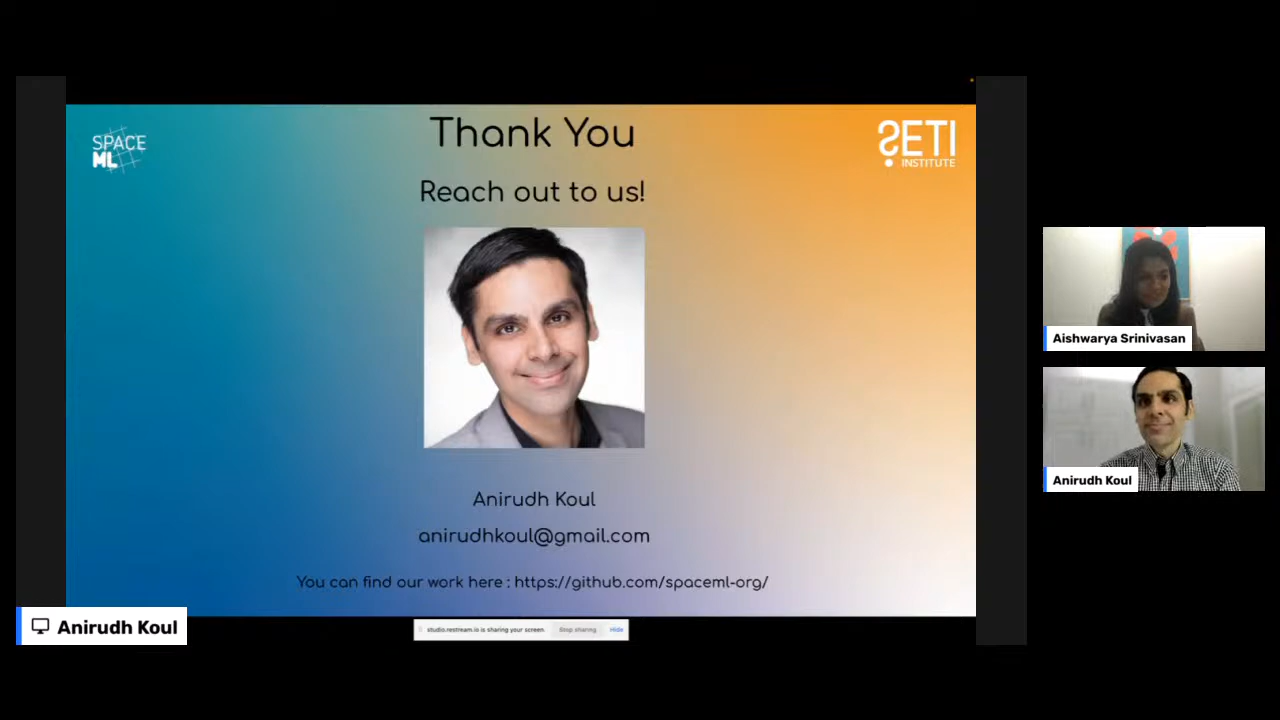 SPACE
ML
SETI
INSTITUTE
Thank You
Reach out to us!
Anirudh Koul
anirudhkoul@gmail.com
You can find our work here : https://github.com/spaceml-org/
Anirudh Koul
studio.restream.io is sharing your screen.
Stop sharing
Hide
Aishwarya Srinivasan
Anirudh Koul